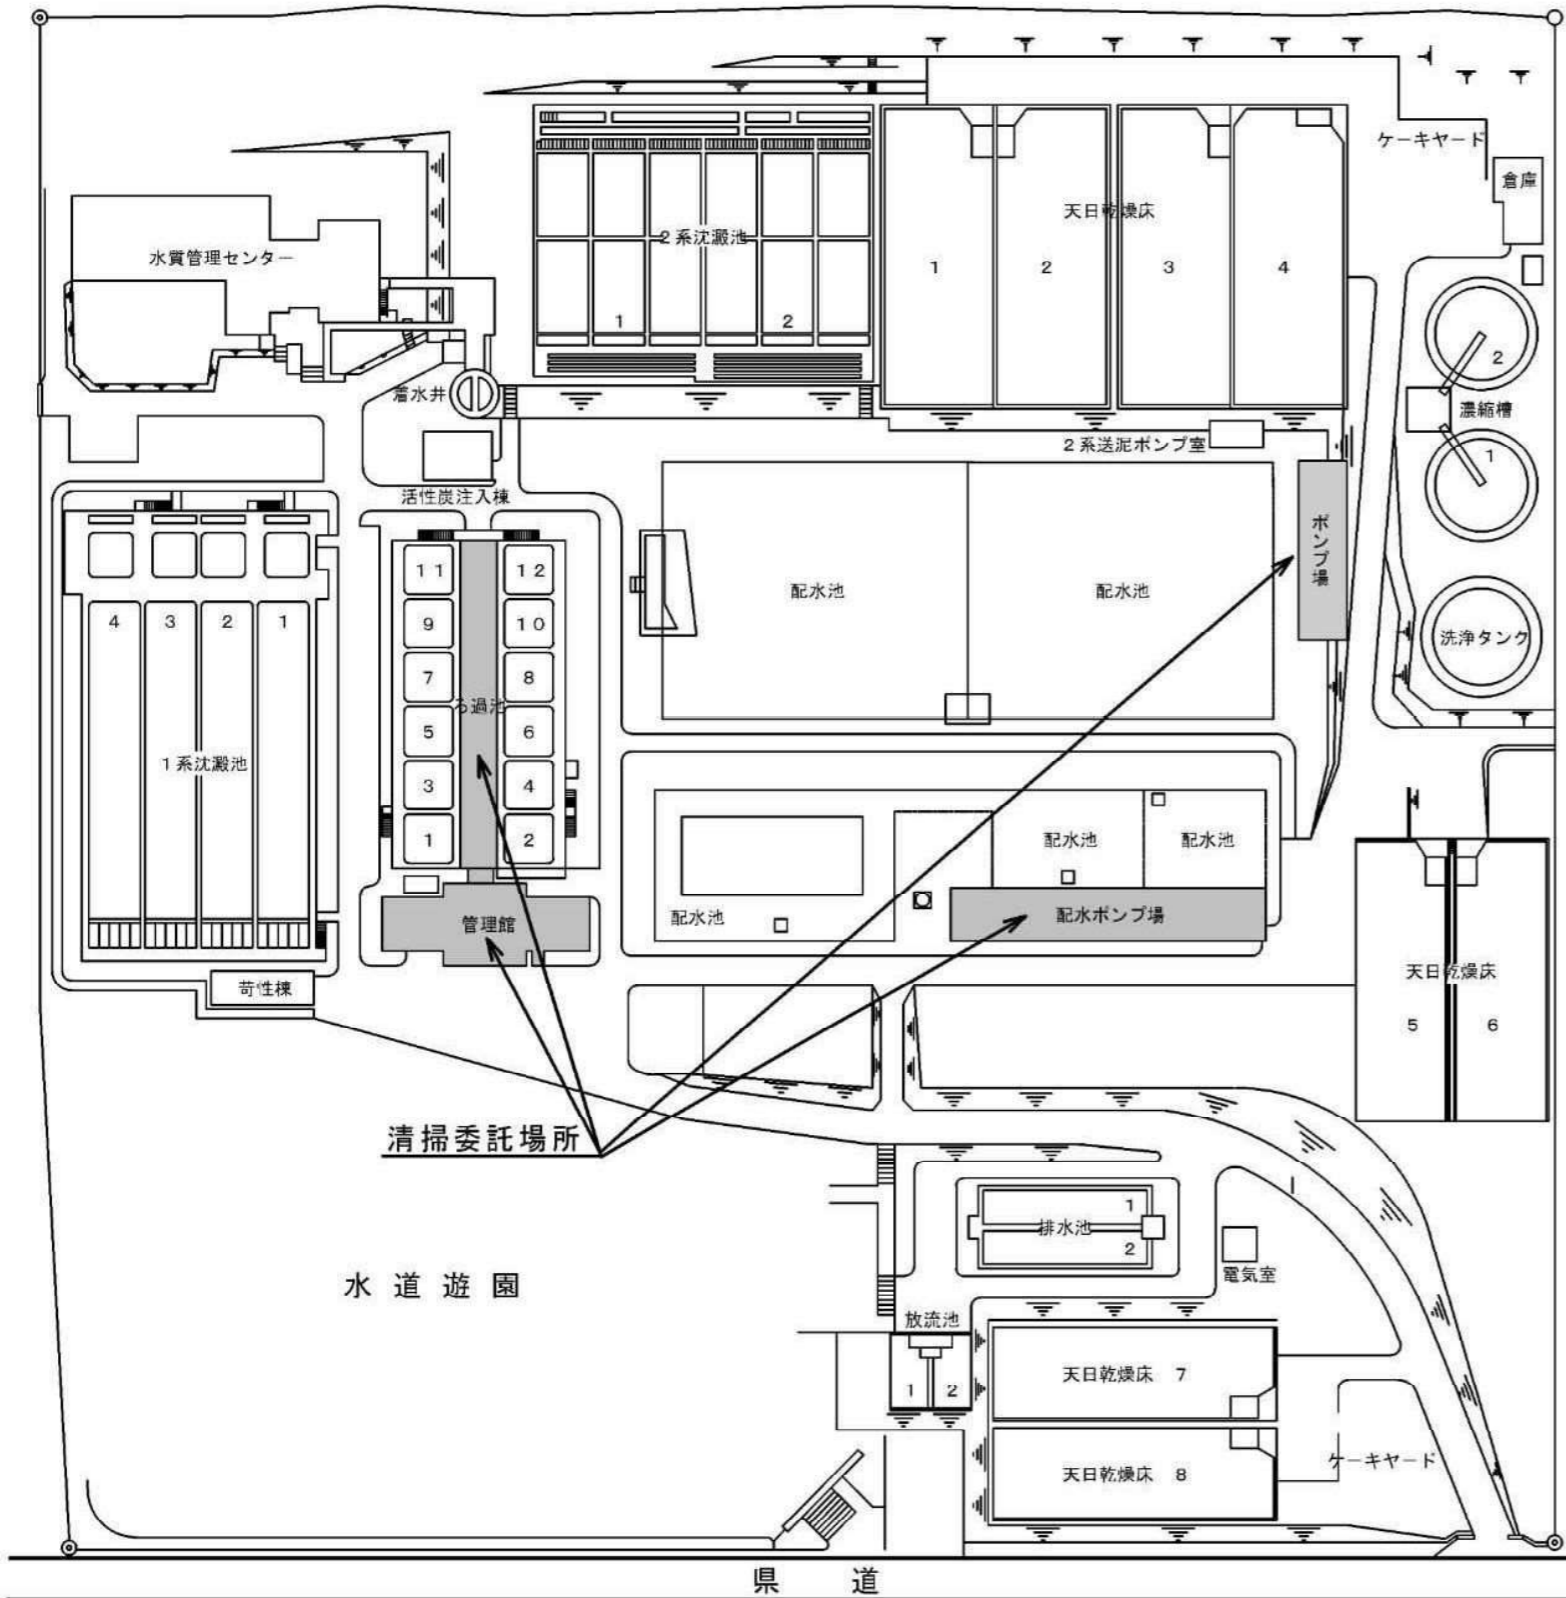 ケーキヤード
倉庫
天日乾燥床
1
2
3
4
2系沈澱池
1
2
水質管理センター
着水井
2
濃縮槽
1
2系送泥ポンプ室
活性炭注入棟
ポンプ場
11
12
9
10
7
8
ろ過池
5
6
3
4
1
2
配水池
配水池
洗浄タンク
4
3
2
1
1系沈澱池
配水池
配水池
配水池
配水ポンプ場
管理館
苛性棟
天日乾燥床
5
6
清掃委託場所
1
排水池
2
電気室
水道遊園
放流池
1
2
天日乾燥床 7
天日乾燥床 8
ケーキヤード
県道